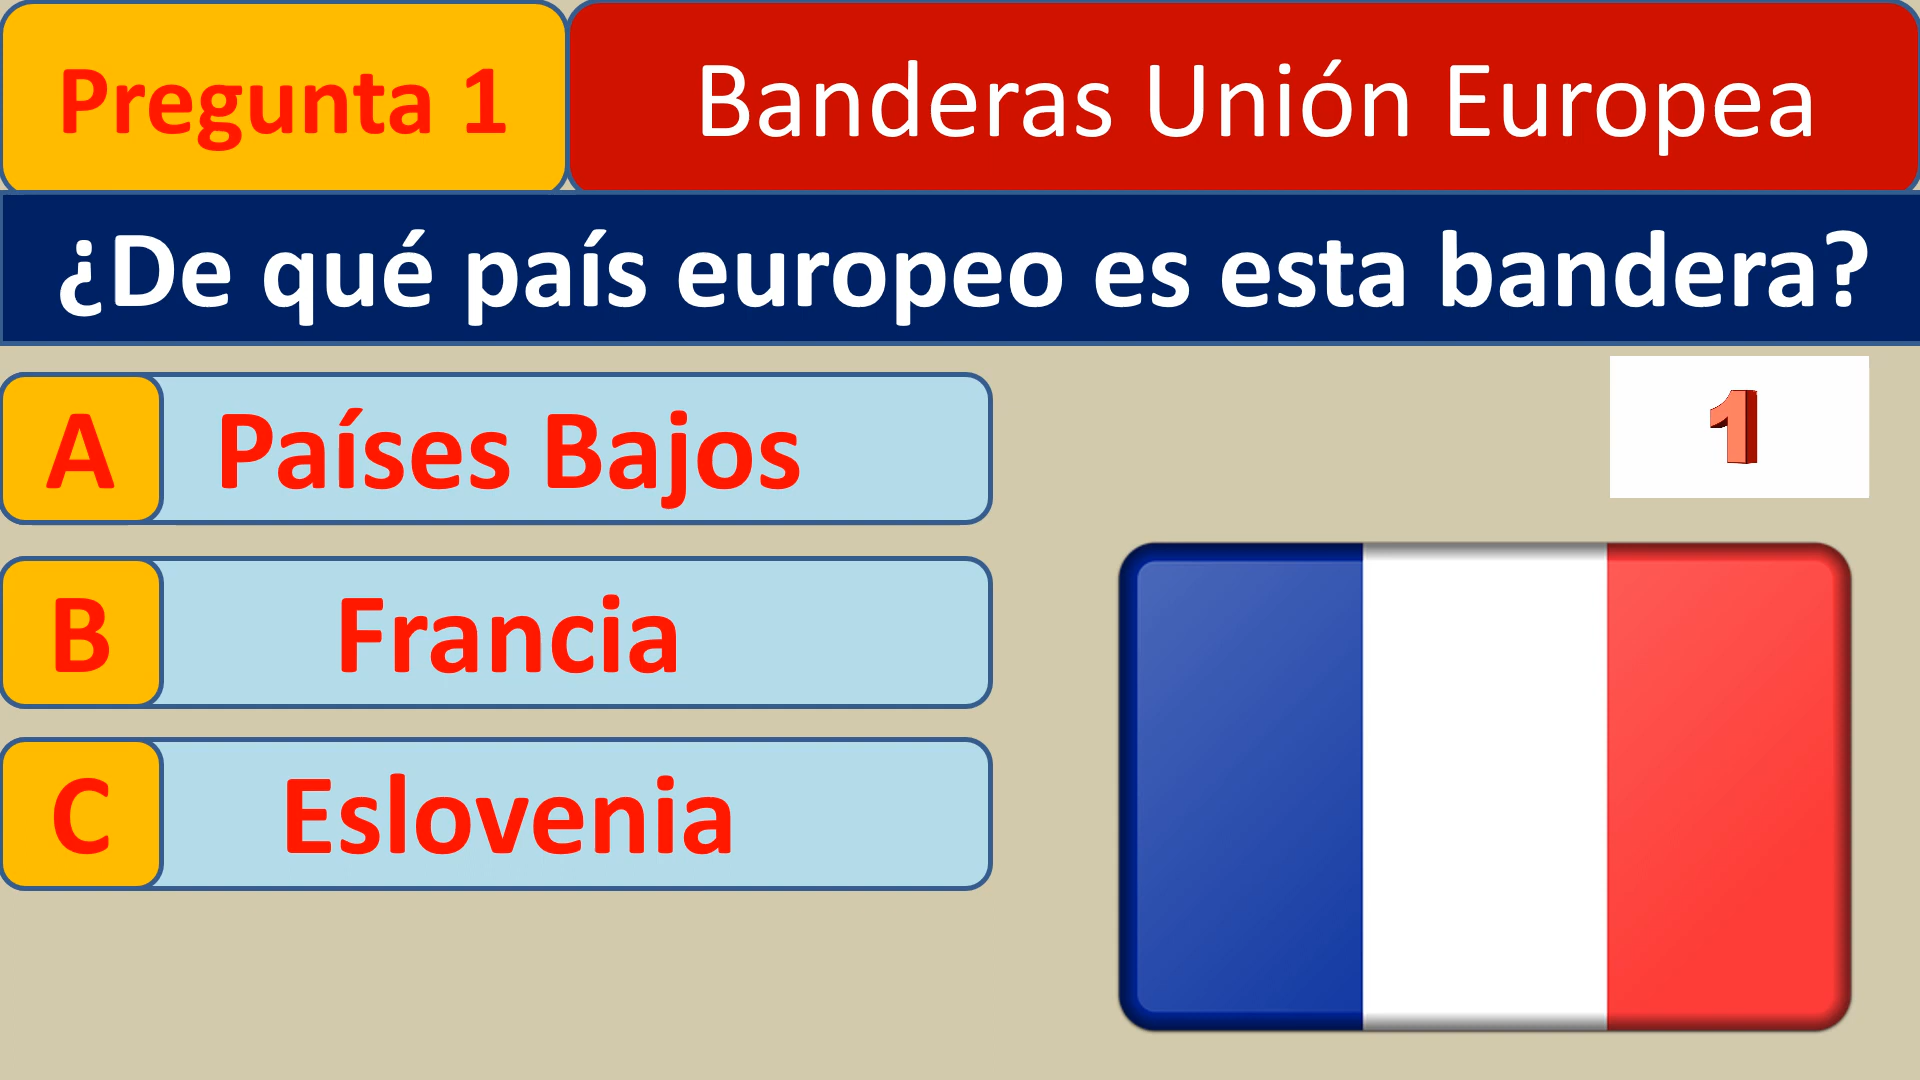 Pregunta 1
Banderas Unión Europea
¿De qué país europeo es esta bandera?
A
Países Bajos
1
B
Francia
C
Eslovenia